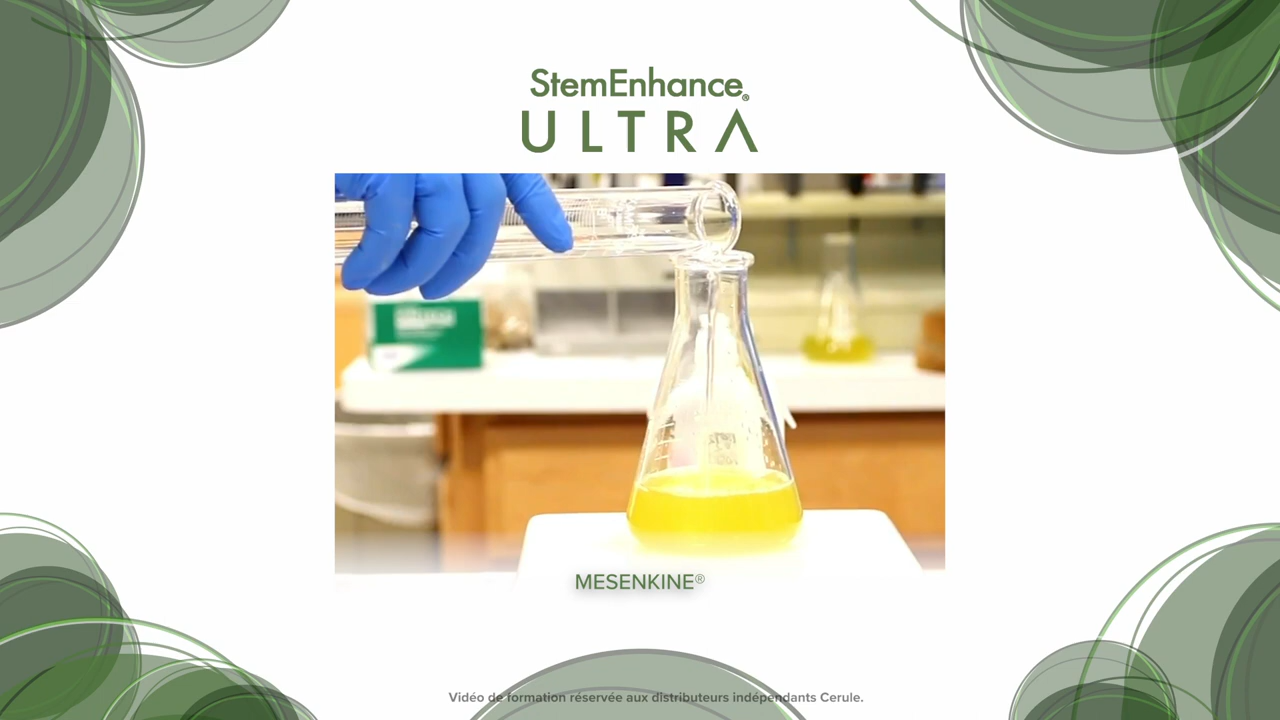 StemEnhance®
ULTRA
MESENKINE®
Vidéo de formation réservée aux distributeurs indépendants Cerule.